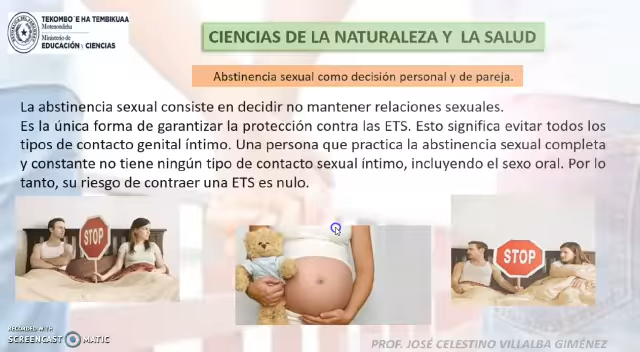 TEKOMBO'E HA TEMBIKUAA
Motenondeha
Ministerio de
EDUCACIÓN y CIENCIAS
CIENCIAS DE LA NATURALEZA Y LA SALUD
Abstinencia sexual como decisión personal y de pareja.
La abstinencia sexual consiste en decidir no mantener relaciones sexuales.
Es la única forma de garantizar la protección contra las ETS. Esto significa evitar todos los
tipos de contacto genital íntimo. Una persona que practica la abstinencia sexual completa
y constante no tiene ningún tipo de contacto sexual íntimo, incluyendo el sexo oral. Por lo
tanto, su riesgo de contraer una ETS es nulo.
STOP
STOP
RECORDED WITH
SCREENCAST MATIC
PROF. JOSÉ CELESTINO VILLALBA GIMÉNEZ